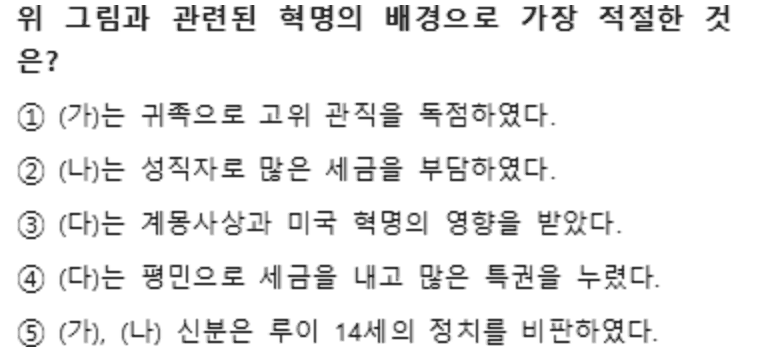 위 그림과 관련된 혁명의 배경으로 가장 적절한 것
은?
① (가)는 귀족으로 고위 관직을 독점하였다.
② (나)는 성직자로 많은 세금을 부담하였다.
③ (다)는 계몽사상과 미국 혁명의 영향을 받았다.
④ (다)는 평민으로 세금을 내고 많은 특권을 누렸다.
⑤ (가), (나) 신분은 루이 14세의 정치를 비판하였다.